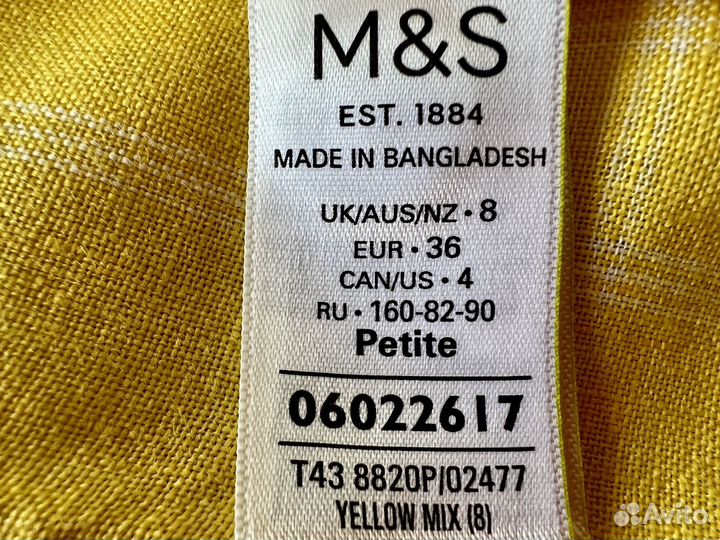 M&S
EST. 1884
MADE IN BANGLADESH
UK/AUS/NZ • 8
EUR • 36
CAN/US • 4
RU • 160-82-90
Petite
06022617
T43 8820P/02477
YELLOW MIX (8)
Avito